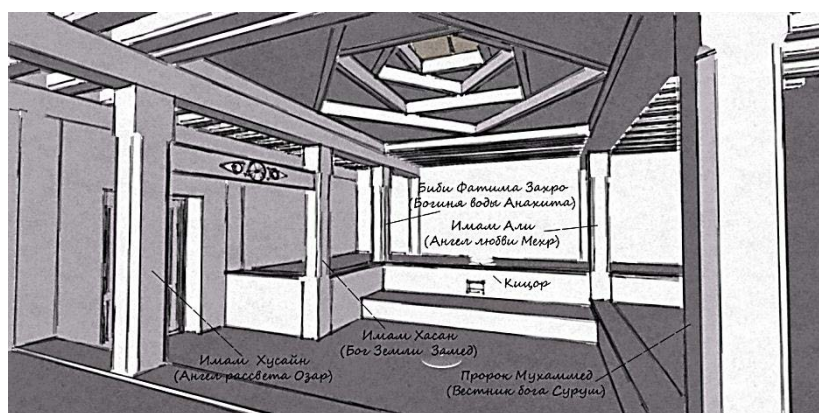 Биби Фатима Захро
(Богиня воды Анахита)
Имам Али
(Ангел любви Мехр)
Кицор
Имам Хасан
(Бог Земли Замед)
Имам Хусайн
(Ангел рассвета Озар)
Пророк Мухаммед
(Вестник бога Суруш)